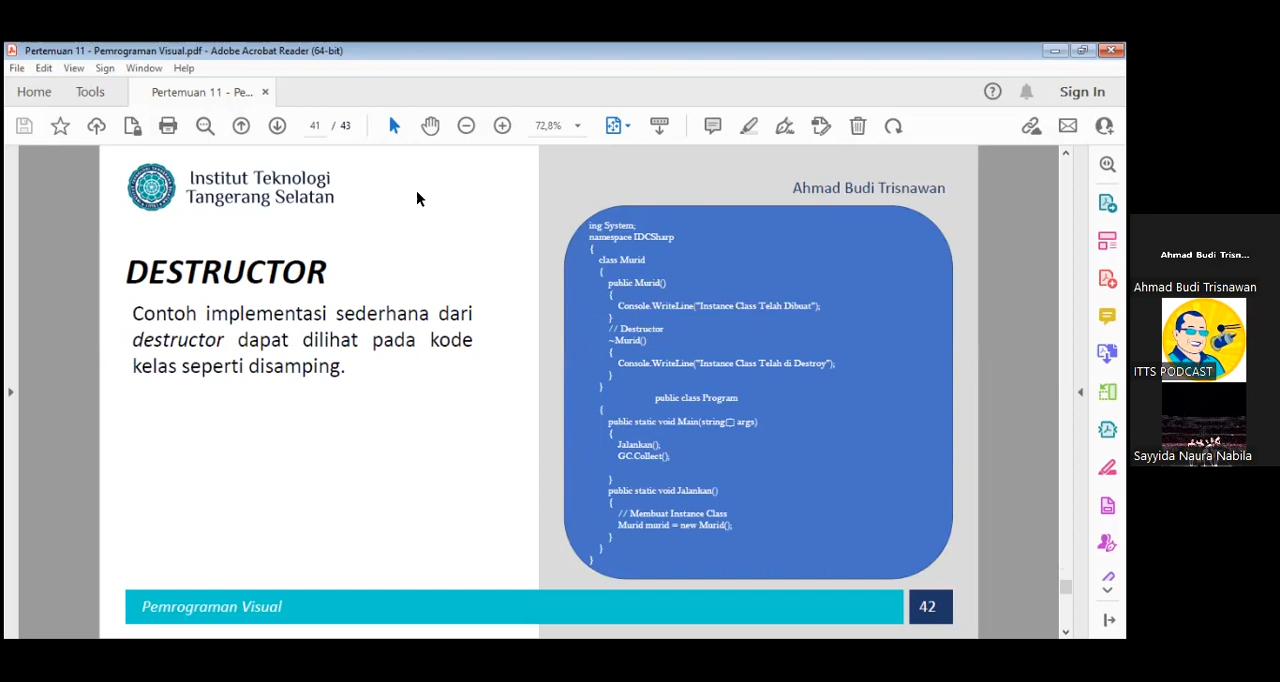 Pertemuan 11 - Pemrograman Visual.pdf - Adobe Acrobat Reader (64-bit)
File Edit View Sign Window Help
Home Tools Pertemuan 11 - Pe... × Sign In
41 / 43 72,8%
Institut Teknologi
Tangerang Selatan
DESTRUCTOR
Contoh implementasi sederhana dari
destructor dapat dilihat pada kode
kelas seperti disamping.
Ahmad Budi Trisnawan
ing System;
namespace IDCSharp
{
class Murid
{
public Murid()
{
Console.WriteLine("Instance Class Telah Dibuat");
}
// Destructor
~Murid()
{
Console.WriteLine("Instance Class Telah di Destroy");
}
}
public class Program
{
public static void Main(string[] args)
{
Jalankan();
GC.Collect();
}
public static void Jalankan()
{
// Membuat Instance Class
Murid murid = new Murid();
}
}
}
Pemrograman Visual
42
Ahmad Budi Trisn...
Ahmad Budi Trisnawan
ITTS PODCAST
Sayyida Naura Nabila